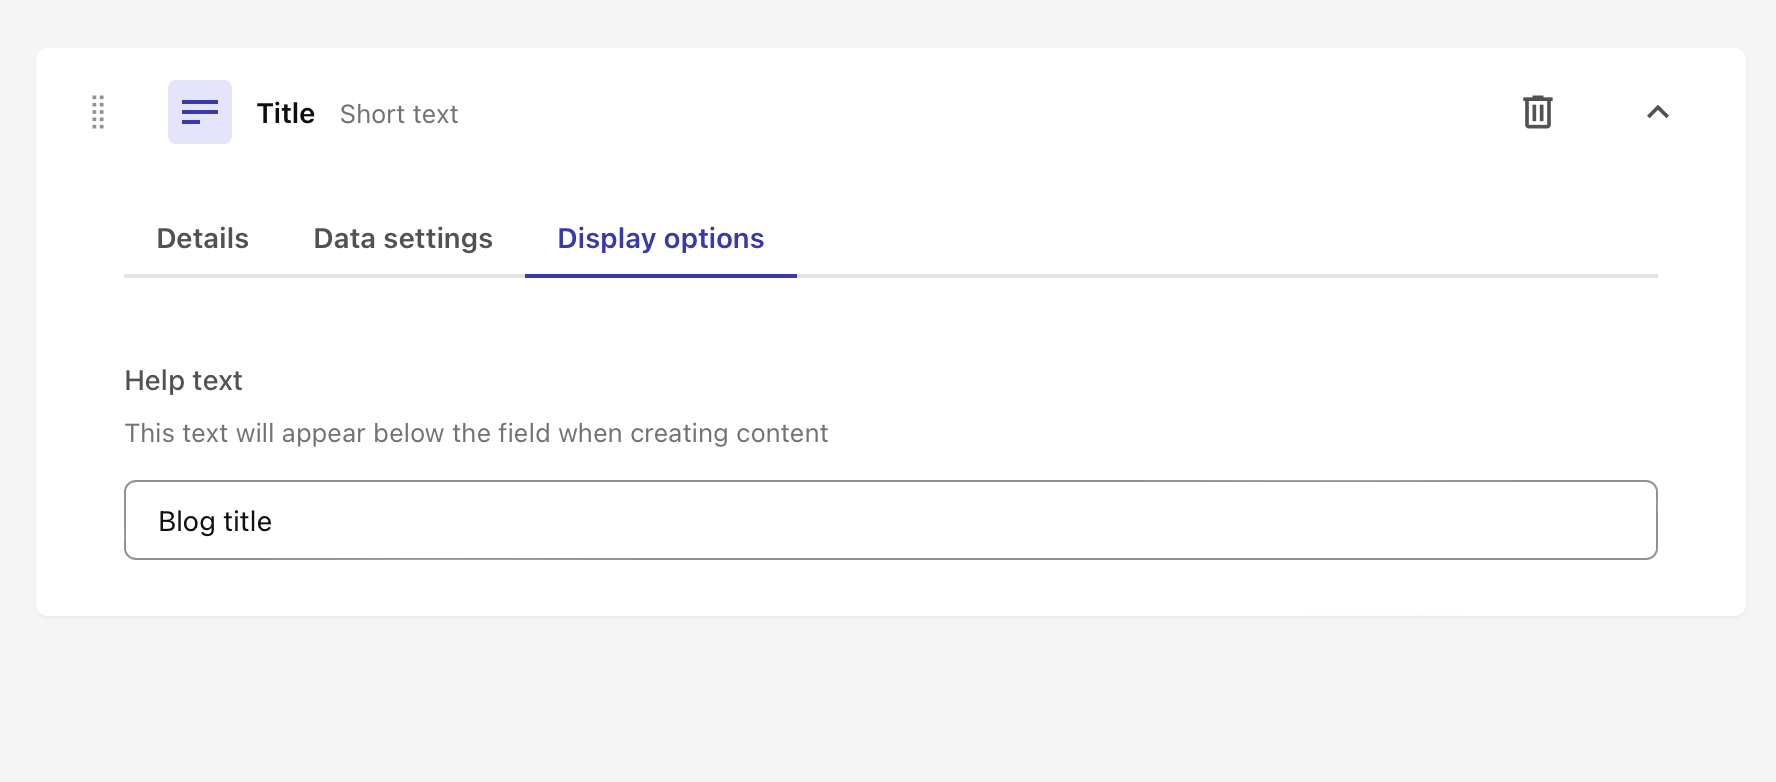 Title Short text
Details Data settings Display options
Help text
This text will appear below the field when creating content
Blog title